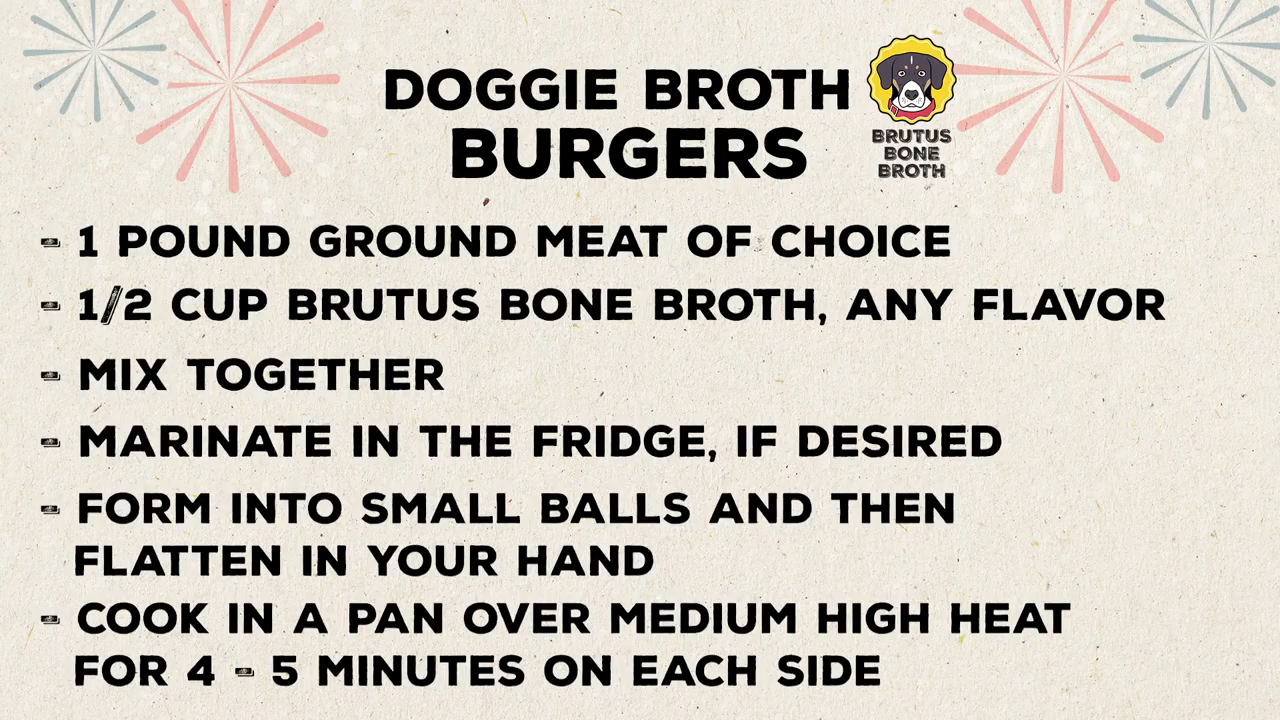 DOGGIE BROTH
BURGERS
BRUTUS
BONE
BROTH
- 1 POUND GROUND MEAT OF CHOICE
- 1/2 CUP BRUTUS BONE BROTH, ANY FLAVOR
- MIX TOGETHER
- MARINATE IN THE FRIDGE, IF DESIRED
- FORM INTO SMALL BALLS AND THEN
FLATTEN IN YOUR HAND
- COOK IN A PAN OVER MEDIUM HIGH HEAT
FOR 4 - 5 MINUTES ON EACH SIDE